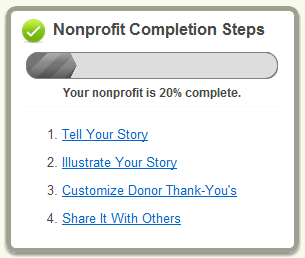 Nonprofit Completion Steps
Your nonprofit is 20% complete.
1. Tell Your Story
2. Illustrate Your Story
3. Customize Donor Thank-You's
4. Share It With Others